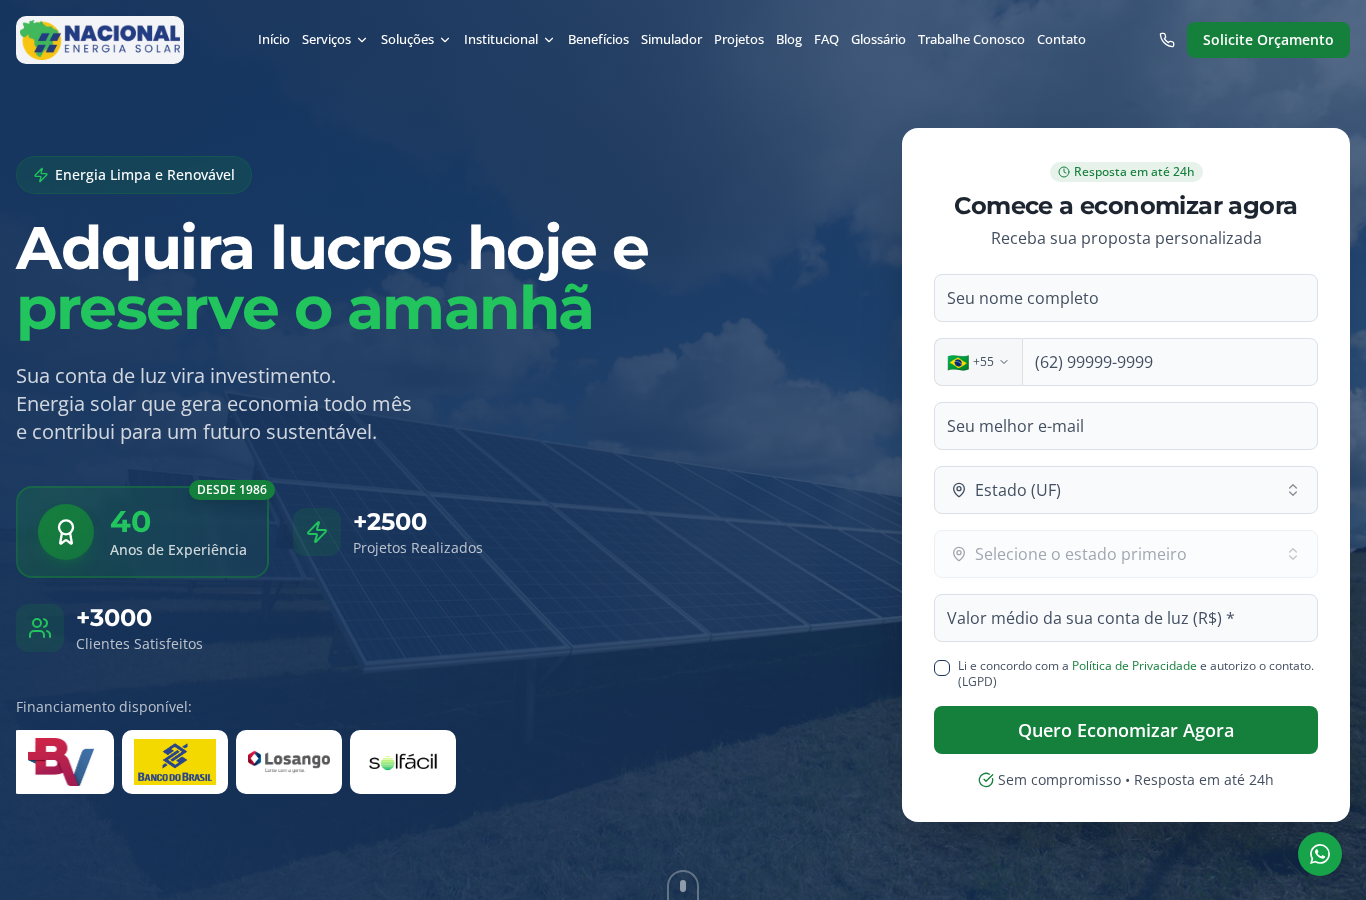 NACIONAL
ENERGIA SOLAR
Início
Serviços
Soluções
Institucional
Benefícios
Simulador
Projetos
Blog
FAQ
Glossário
Trabalhe Conosco
Contato
Solicite Orçamento
Energia Limpa e Renovável
Adquira lucros hoje e
preserve o amanhã
Sua conta de luz vira investimento.
Energia solar que gera economia todo mês
e contribui para um futuro sustentável.
DESDE 1986
40
Anos de Experiência
+2500
Projetos Realizados
+3000
Clientes Satisfeitos
Financiamento disponível:
BV
BANCO DO BRASIL
Losango
Conte com a gente.
solfácil
Resposta em até 24h
Comece a economizar agora
Receba sua proposta personalizada
Seu nome completo
+55
(62) 99999-9999
Seu melhor e-mail
Estado (UF)
Selecione o estado primeiro
Valor médio da sua conta de luz (R$) *
Li e concordo com a Política de Privacidade e autorizo o contato.
(LGPD)
Quero Economizar Agora
Sem compromisso • Resposta em até 24h